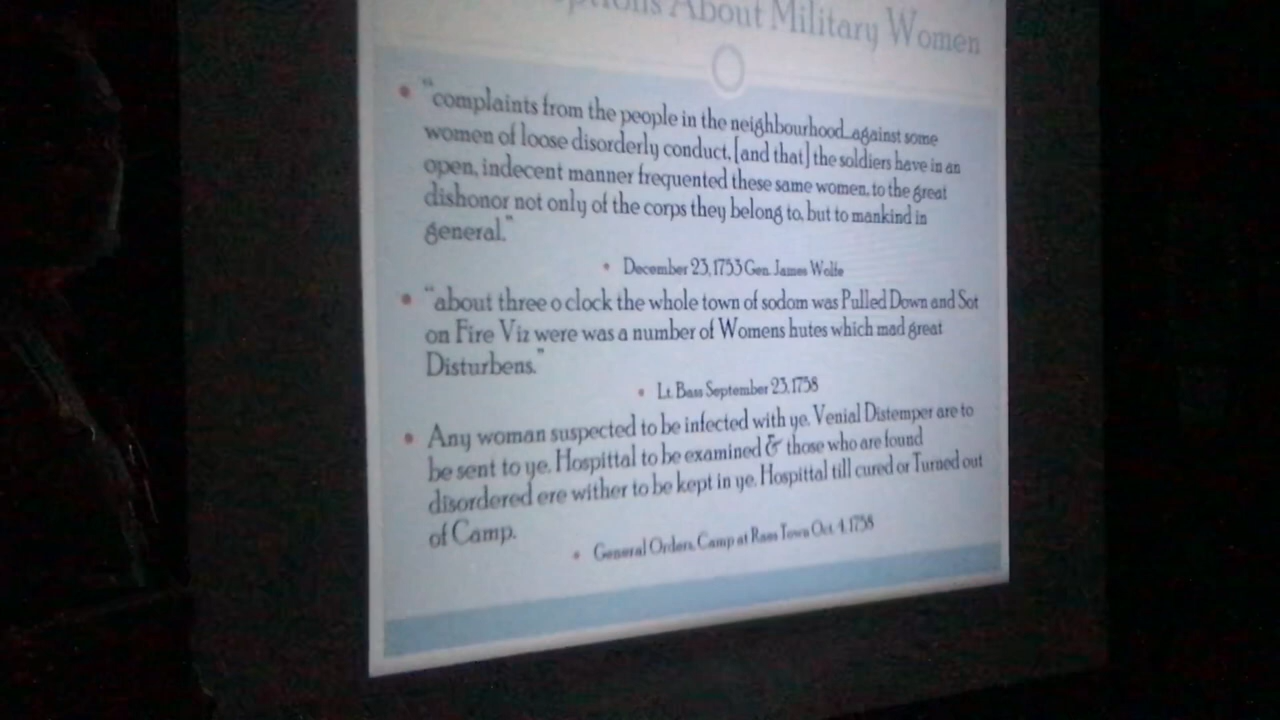 About Military Women
"complaints from the people in the neighbourhood...against some
women of loose disorderly conduct, [and that] the soldiers have in an
open, indecent manner frequented these same women, to the great
dishonor not only of the corps they belong to, but to mankind in
general."
December 23, 1753 Gen. James Wolfe
"about three o clock the whole town of sodom was Pulled Down and Sot
on Fire Viz were was a number of Womens hutes which mad great
Disturbens."
Lt. Bass September 23, 1758
Any woman suspected to be infected with ye. Venial Distemper are to
be sent to ye. Hospittal to be examined & those who are found
disordered ere wither to be kept in ye. Hospittal till cured or Turned out
of Camp.
General Orders, Camp at Raes Town Oct. 4, 1758